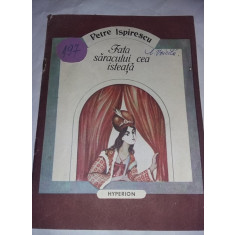 Petre Ispirescu
Fata
săracului cea
isteață
HYPERION